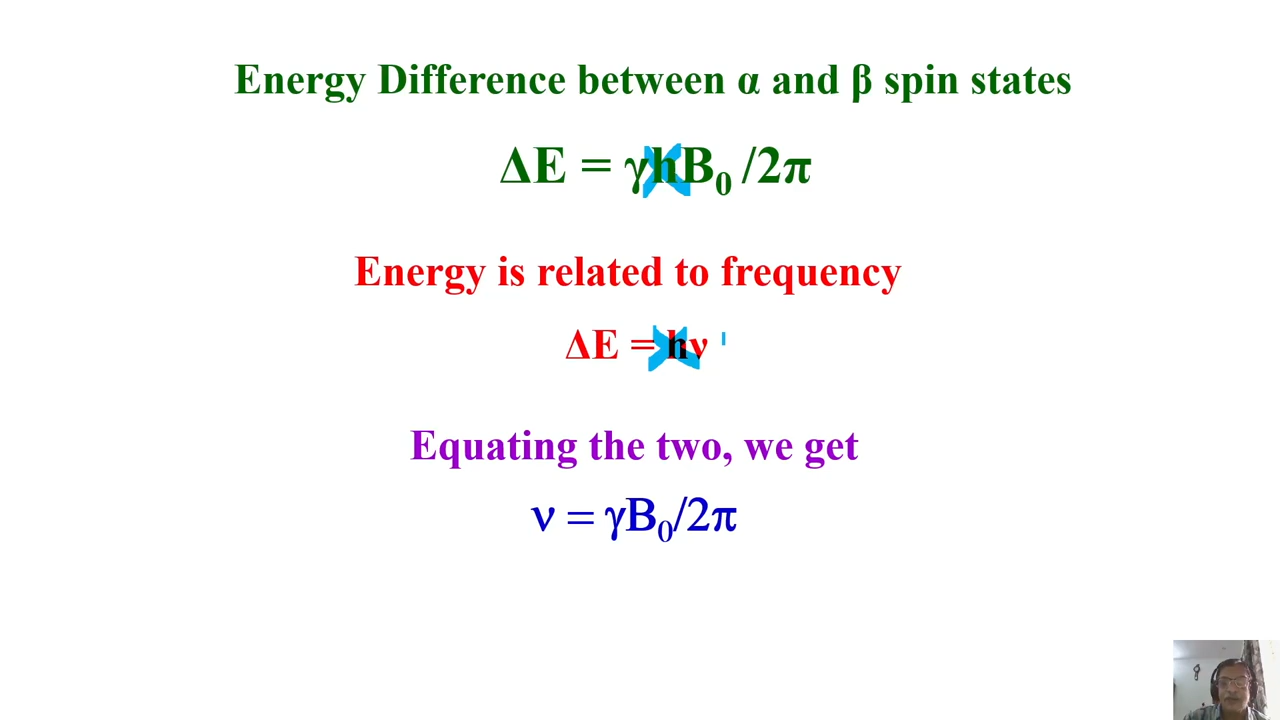 Energy Difference between α and β spin states
ΔE = γhB₀ /2π
Energy is related to frequency
ΔE = hν
Equating the two, we get
ν = γB₀/2π